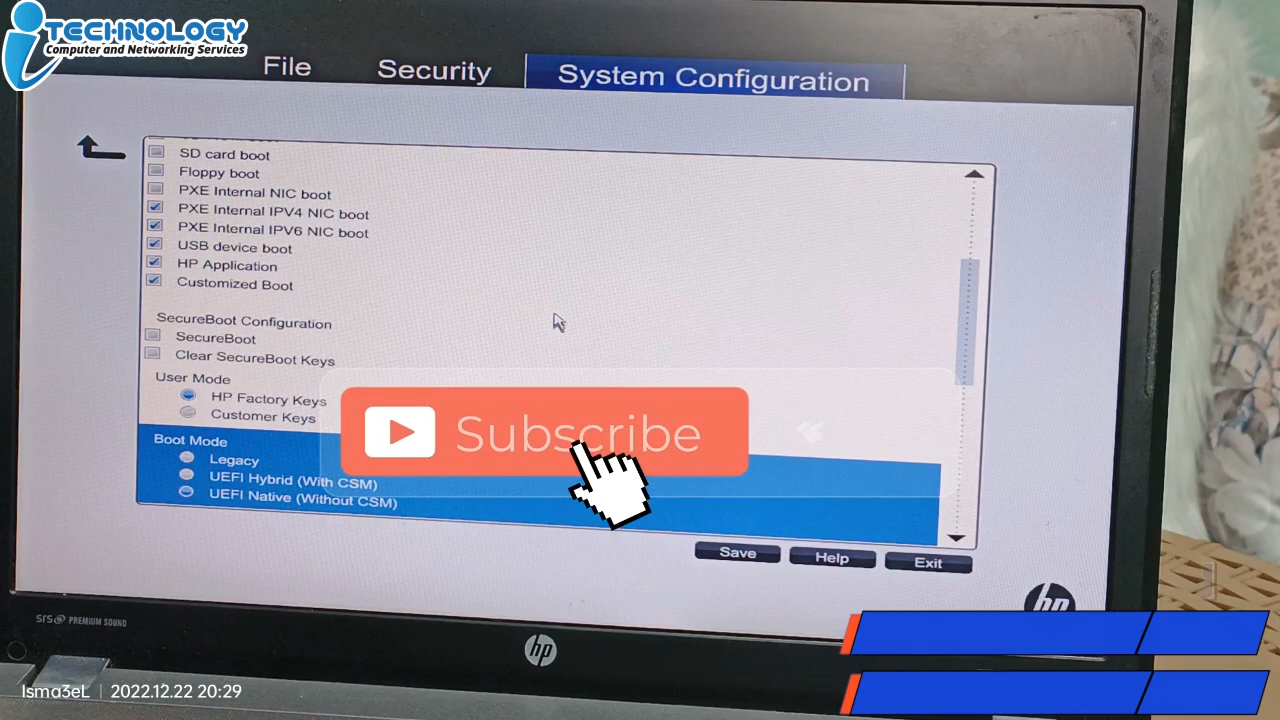 TECHNOLOGY
Computer and Networking Services
File
Security
System Configuration
SD card boot
Floppy boot
PXE Internal NIC boot
PXE Internal IPV4 NIC boot
PXE Internal IPV6 NIC boot
USB device boot
HP Application
Customized Boot
SecureBoot Configuration
SecureBoot
Clear SecureBoot Keys
User Mode
HP Factory Keys
Customer Keys
Subscribe
Boot Mode
Legacy
UEFI Hybrid (With CSM)
UEFI Native (Without CSM)
Save
Help
Exit
hp
SRS PREMIUM SOUND
hp
Isma3eL | 2022.12.22 20:29